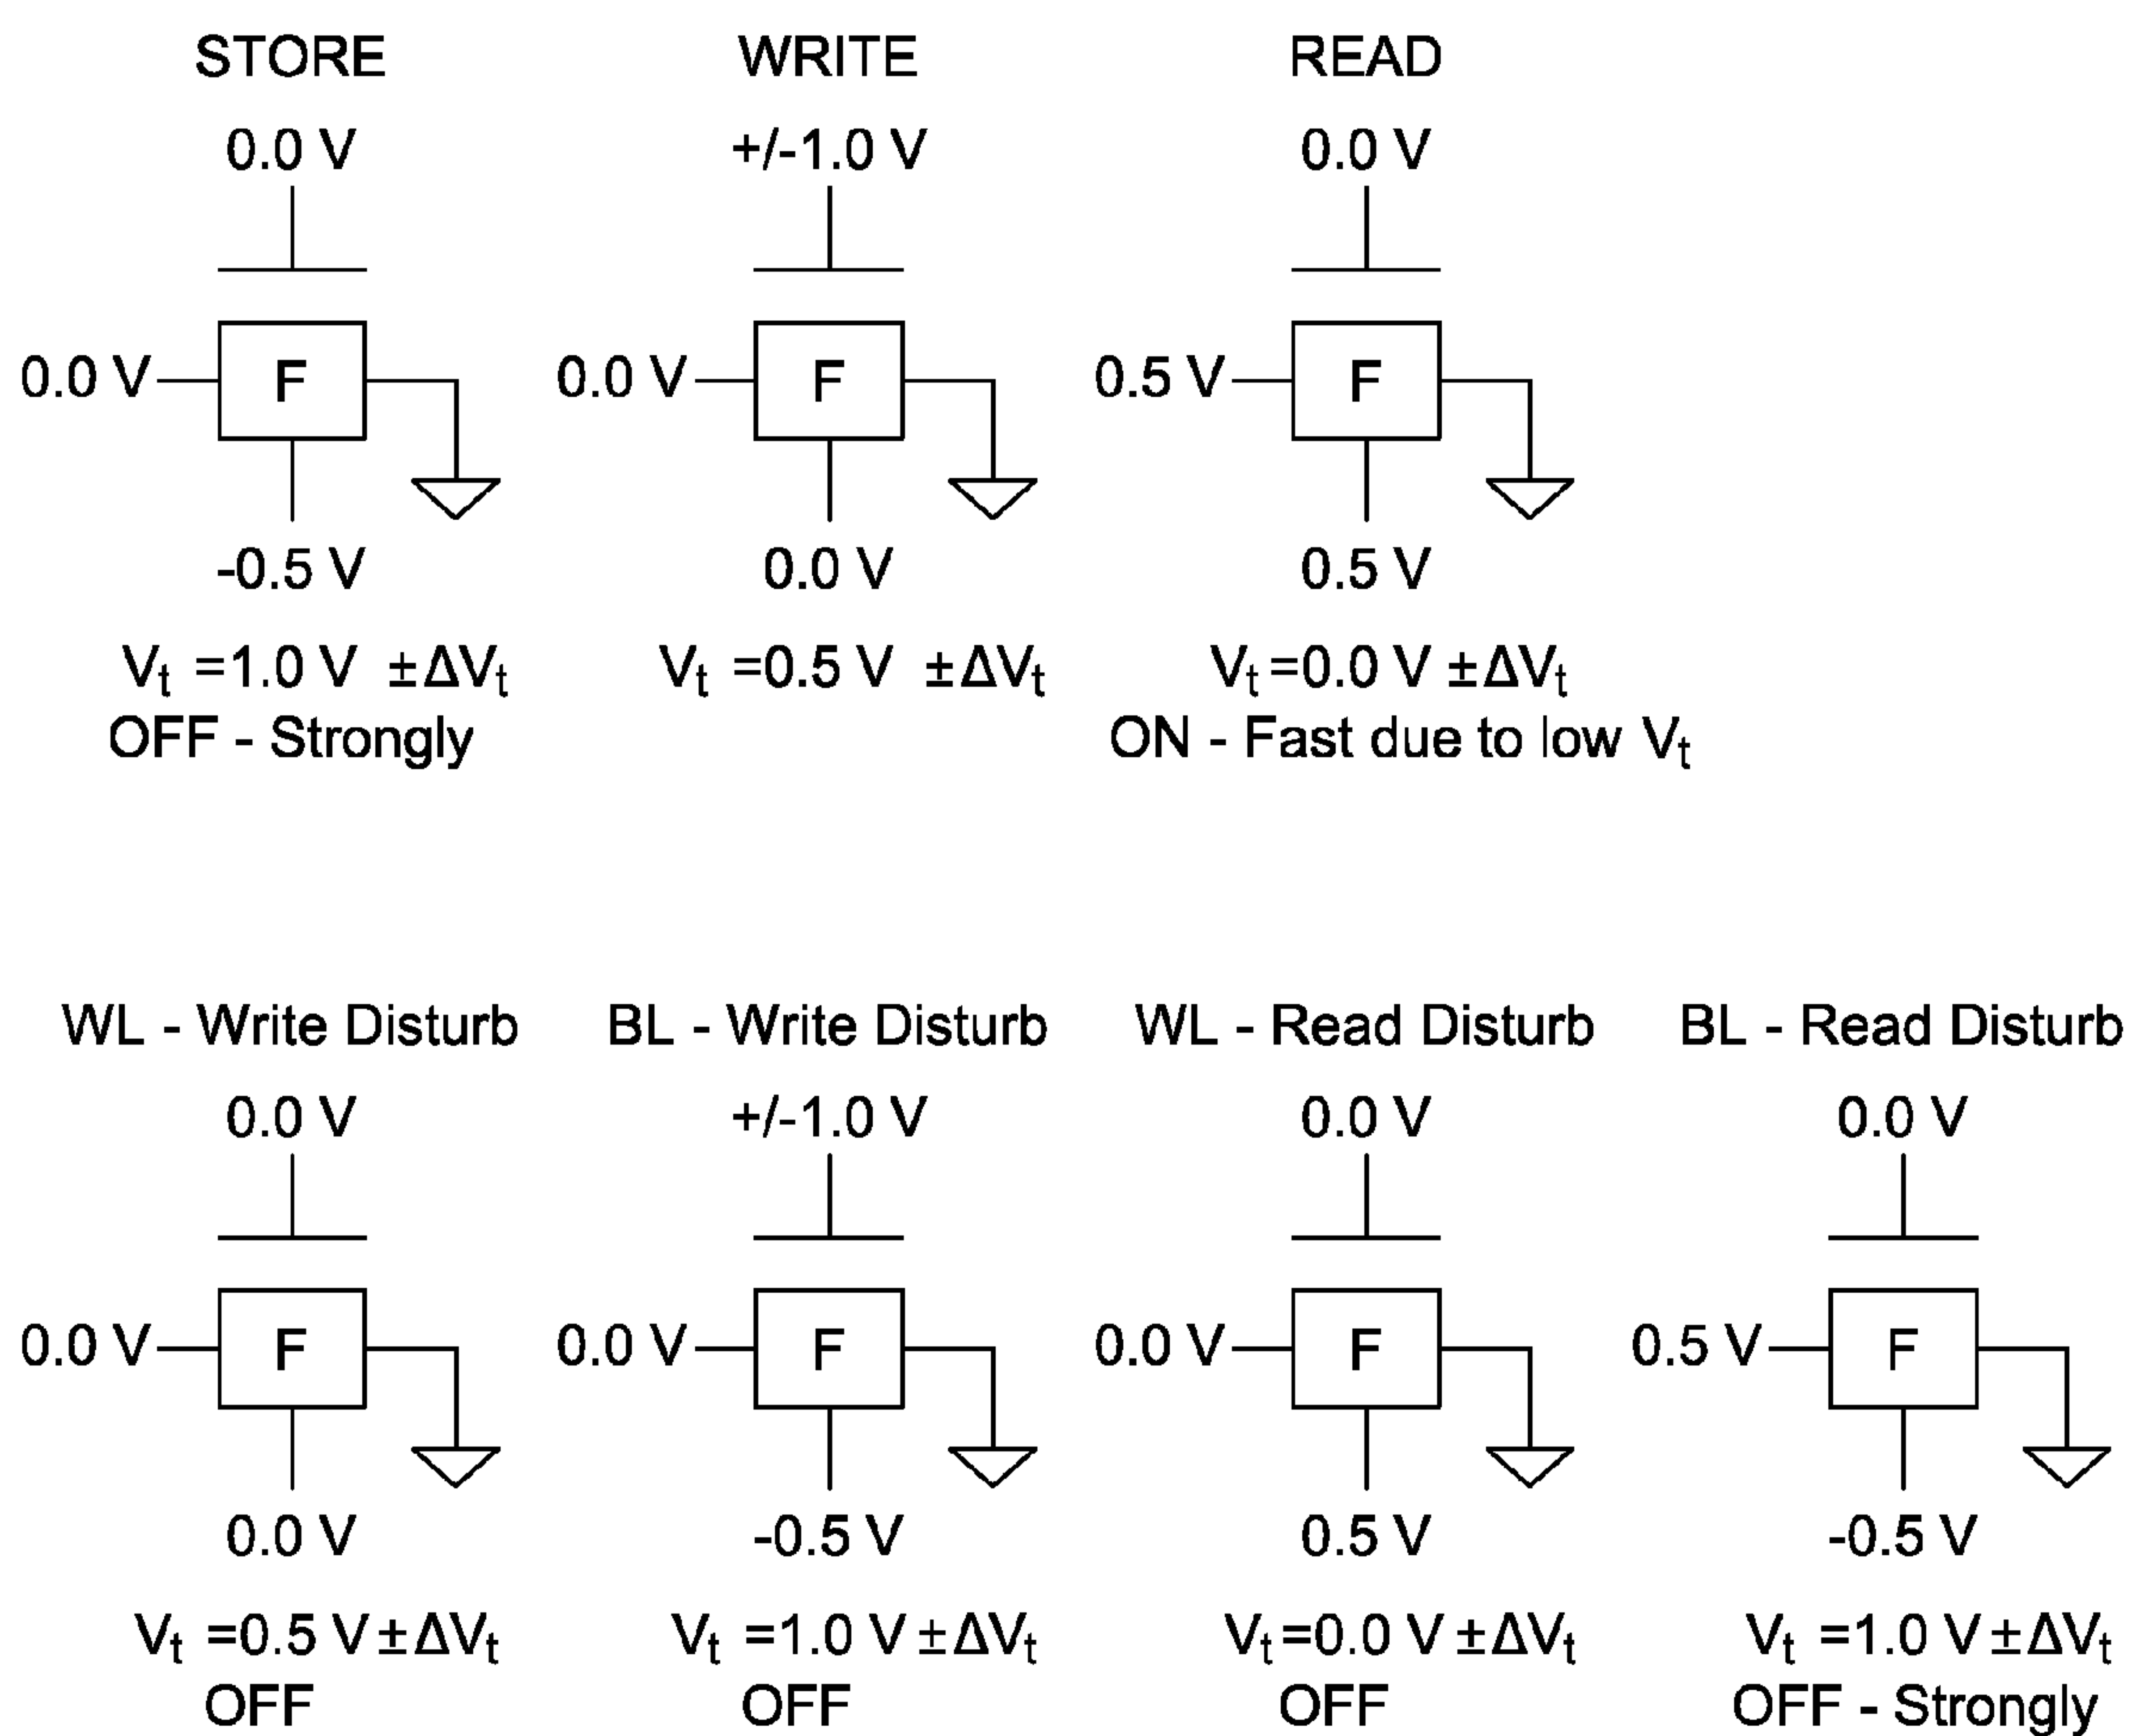 STORE WRITE READ
0.0 V +/-1.0 V 0.0 V
0.0 V F 0.0 V F 0.5 V F
-0.5 V 0.0 V 0.5 V
Vt =1.0 V ±ΔVt Vt =0.5 V ±ΔVt Vt =0.0 V ±ΔVt
OFF - Strongly ON - Fast due to low Vt
WL - Write Disturb BL - Write Disturb WL - Read Disturb BL - Read Disturb
0.0 V +/-1.0 V 0.0 V 0.0 V
0.0 V F 0.0 V F 0.0 V F 0.5 V F
0.0 V -0.5 V 0.5 V -0.5 V
Vt =0.5 V ±ΔVt Vt =1.0 V ±ΔVt Vt =0.0 V ±ΔVt Vt =1.0 V ±ΔVt
OFF OFF OFF OFF - Strongly